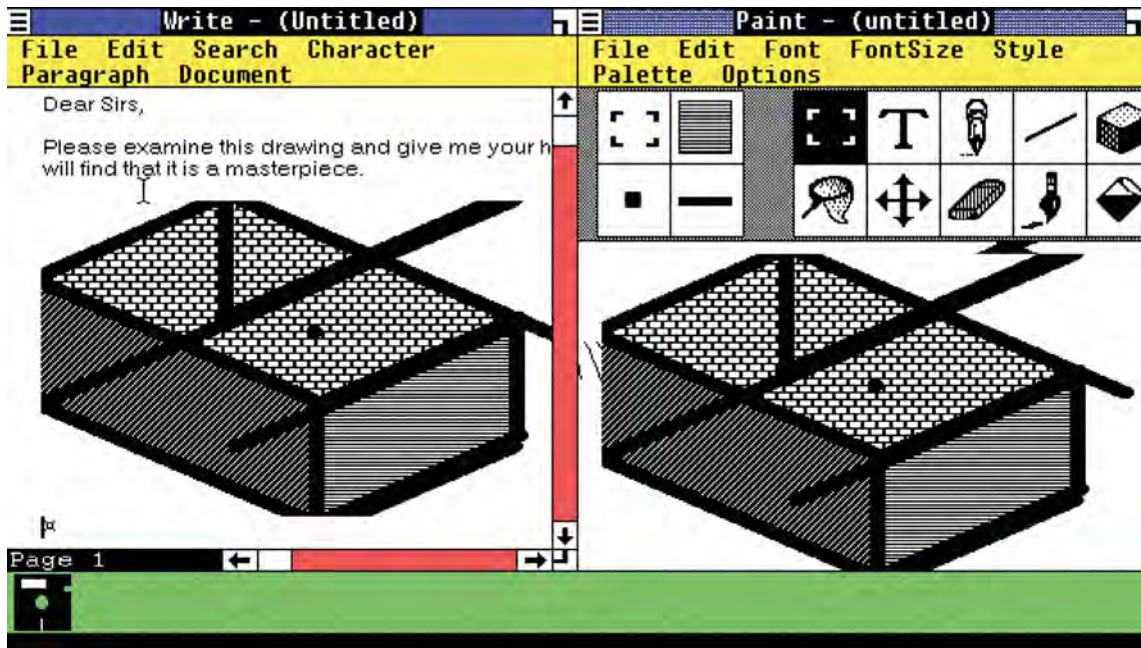 Write - (Untitled)
File Edit Search Character
Paragraph Document
Dear Sirs,
Please examine this drawing and give me your h
will find that it is a masterpiece.
Page 1
Paint - (untitled)
File Edit Font FontSize Style
Palette Options
T